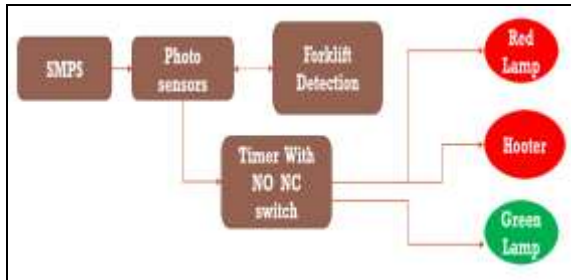 SMPS
Photo
sensors
Forklift
Detection
Timer With
NO NC
switch
Red
Lamp
Hooter
Green
Lamp